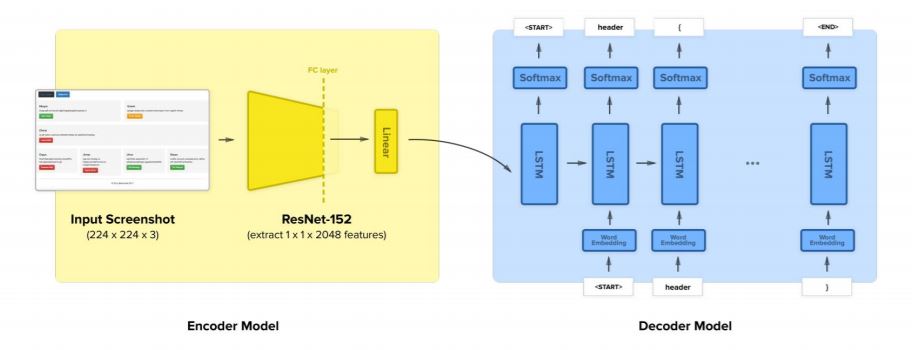 <START>
header
{
<END>
FC layer
Softmax
Softmax
Softmax
Softmax
Linear
LSTM
LSTM
LSTM
...
LSTM
Input Screenshot
(224 x 224 x 3)
ResNet-152
(extract 1 x 1 x 2048 features)
Word
Embedding
Word
Embedding
Word
Embedding
<START>
header
}
Encoder Model
Decoder Model